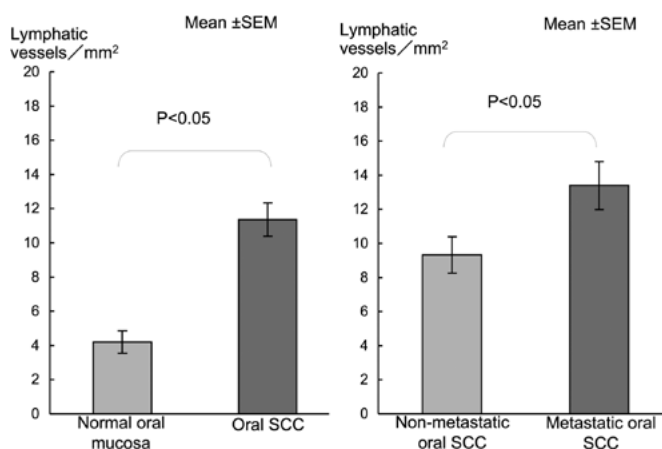 Mean ±SEM
Lymphatic
vessels／mm²
20
18
16
14
12
10
8
6
4
2
0
P<0.05
Normal oral
mucosa
Oral SCC
Mean ±SEM
Lymphatic
vessels／mm²
20
18
16
14
12
10
8
6
4
2
0
P<0.05
Non-metastatic
oral SCC
Metastatic oral
SCC